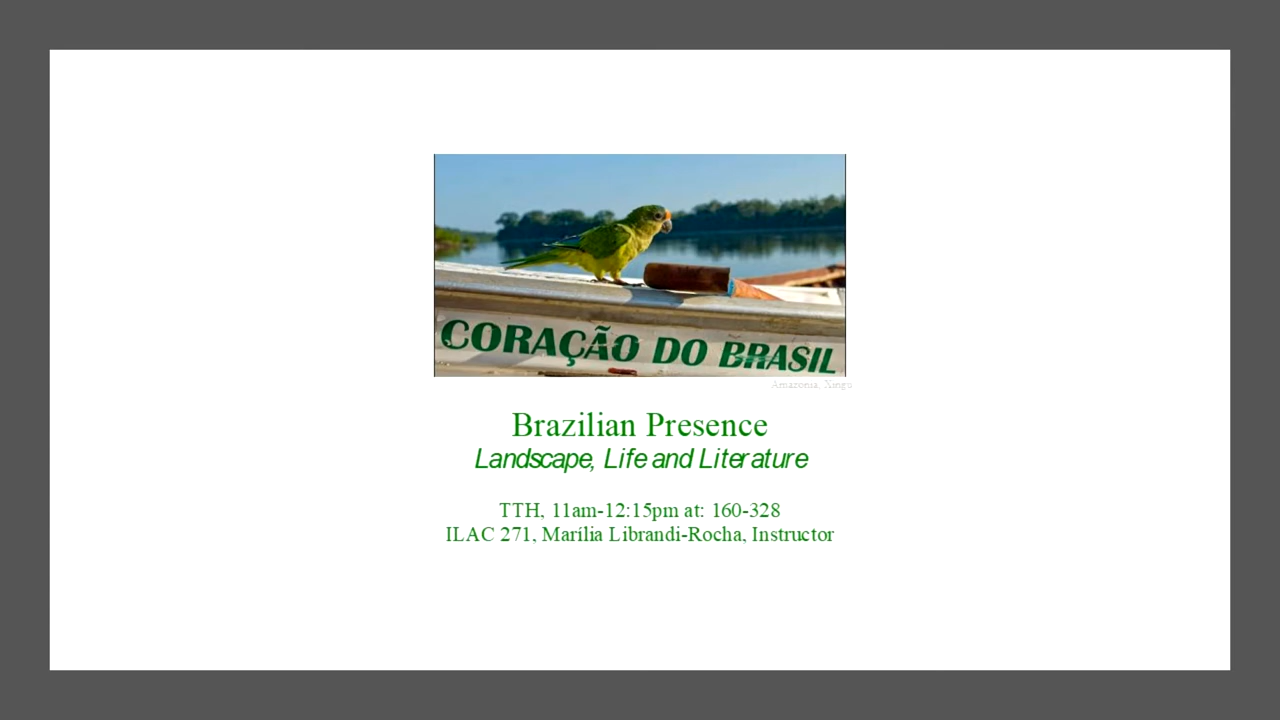 CORAÇÃO DO BRASIL
Amazonia, Xingu
Brazilian Presence
Landscape, Life and Literature
TTH, 11am-12:15pm at: 160-328
ILAC 271, Marília Librandi-Rocha, Instructor